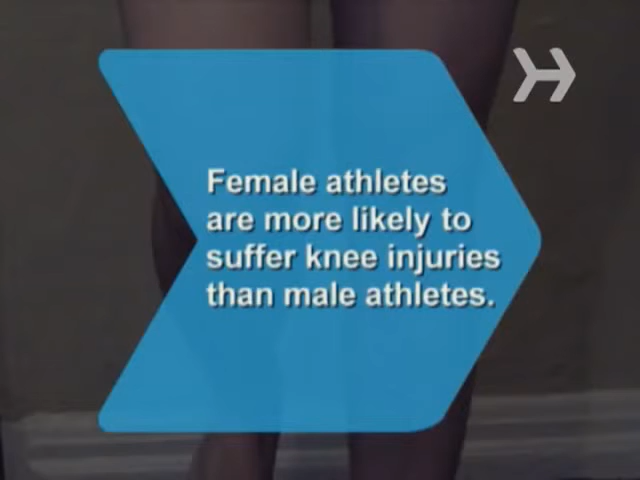 Female athletes
are more likely to
suffer knee injuries
than male athletes.